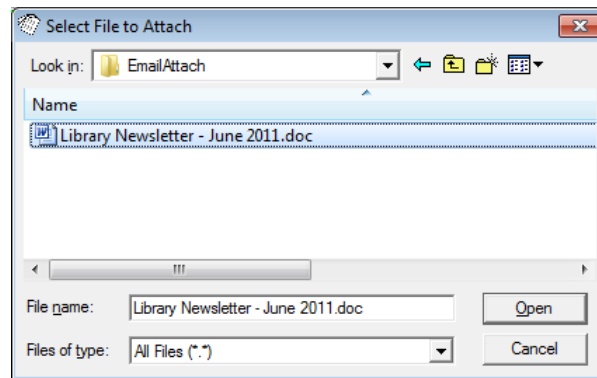 Select File to Attach
Look in: EmailAttach
Name
Library Newsletter - June 2011.doc
File name: Library Newsletter - June 2011.doc Open
Files of type: All Files (*.*) Cancel